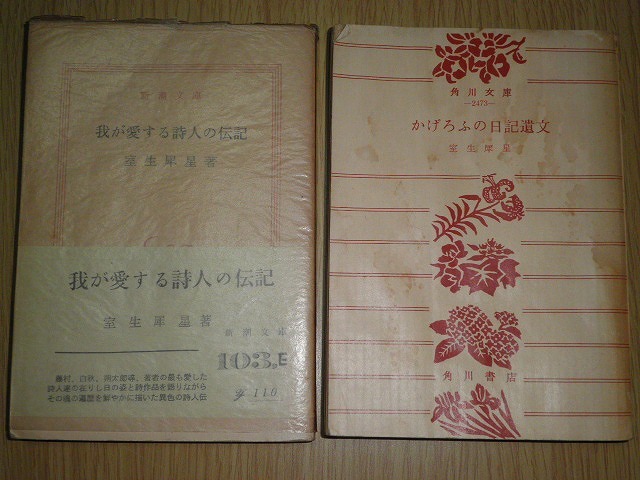 新潮文庫
我が愛する詩人の伝記
室生犀星著
我が愛する詩人の伝記
室生犀星著
新潮文庫
103.E
藤村、白秋、朔太郎等、著者の最も愛した
詩人達の在りし日の姿と詩作品を語りながら
その魂の遍歴を鮮やかに描いた異色の詩人伝
110
角川文庫
—2473—
かげろふの日記遺文
室生犀星
角川書店